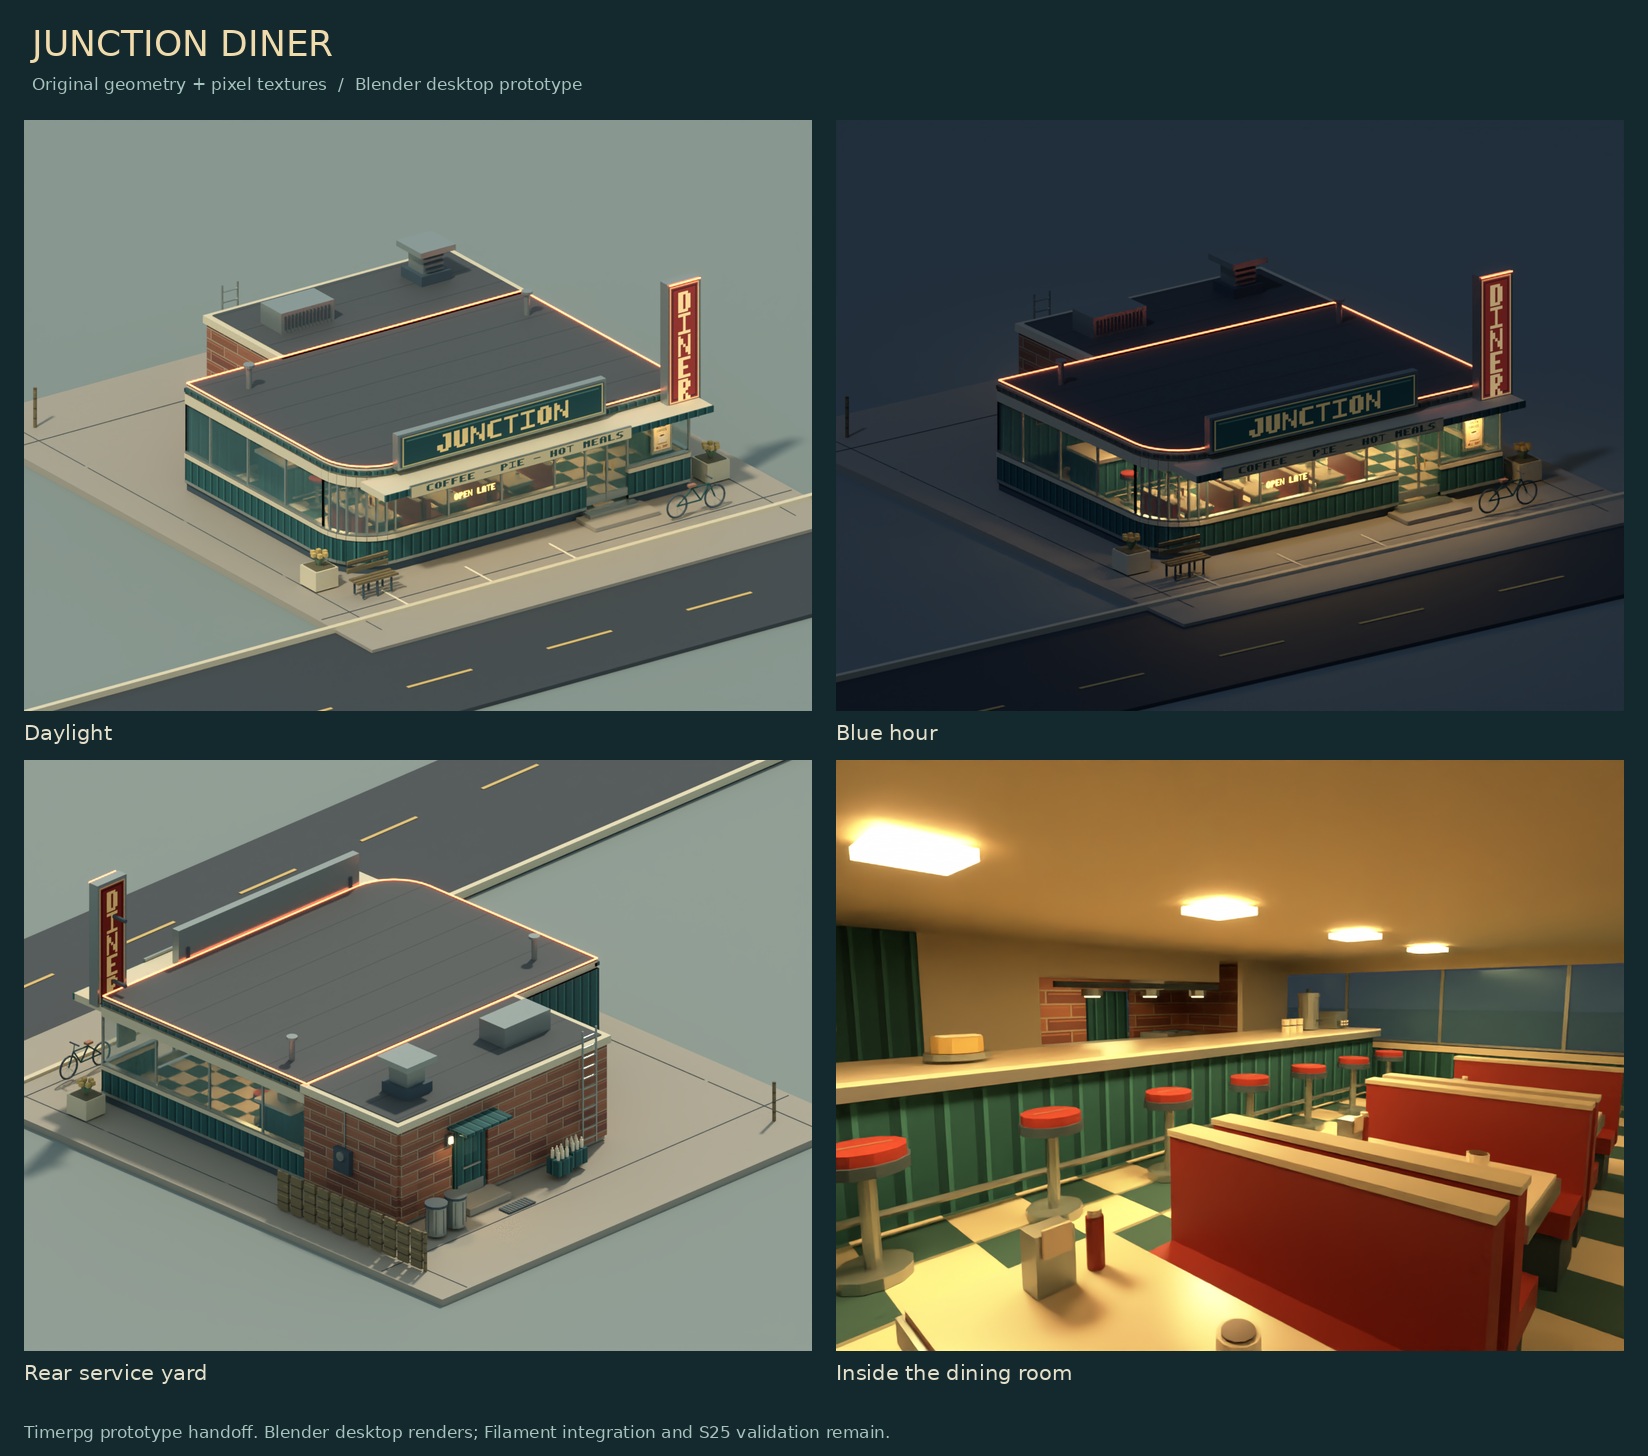 JUNCTION DINER
Original geometry + pixel textures / Blender desktop prototype
DINER
JUNCTION
COFFEE - PIE - HOT MEALS
OPEN LATE
DINER
JUNCTION
COFFEE - PIE - HOT MEALS
OPEN LATE
Daylight
Blue hour
DINE
Rear service yard
Inside the dining room
Timerpg prototype handoff. Blender desktop renders; Filament integration and S25 validation remain.